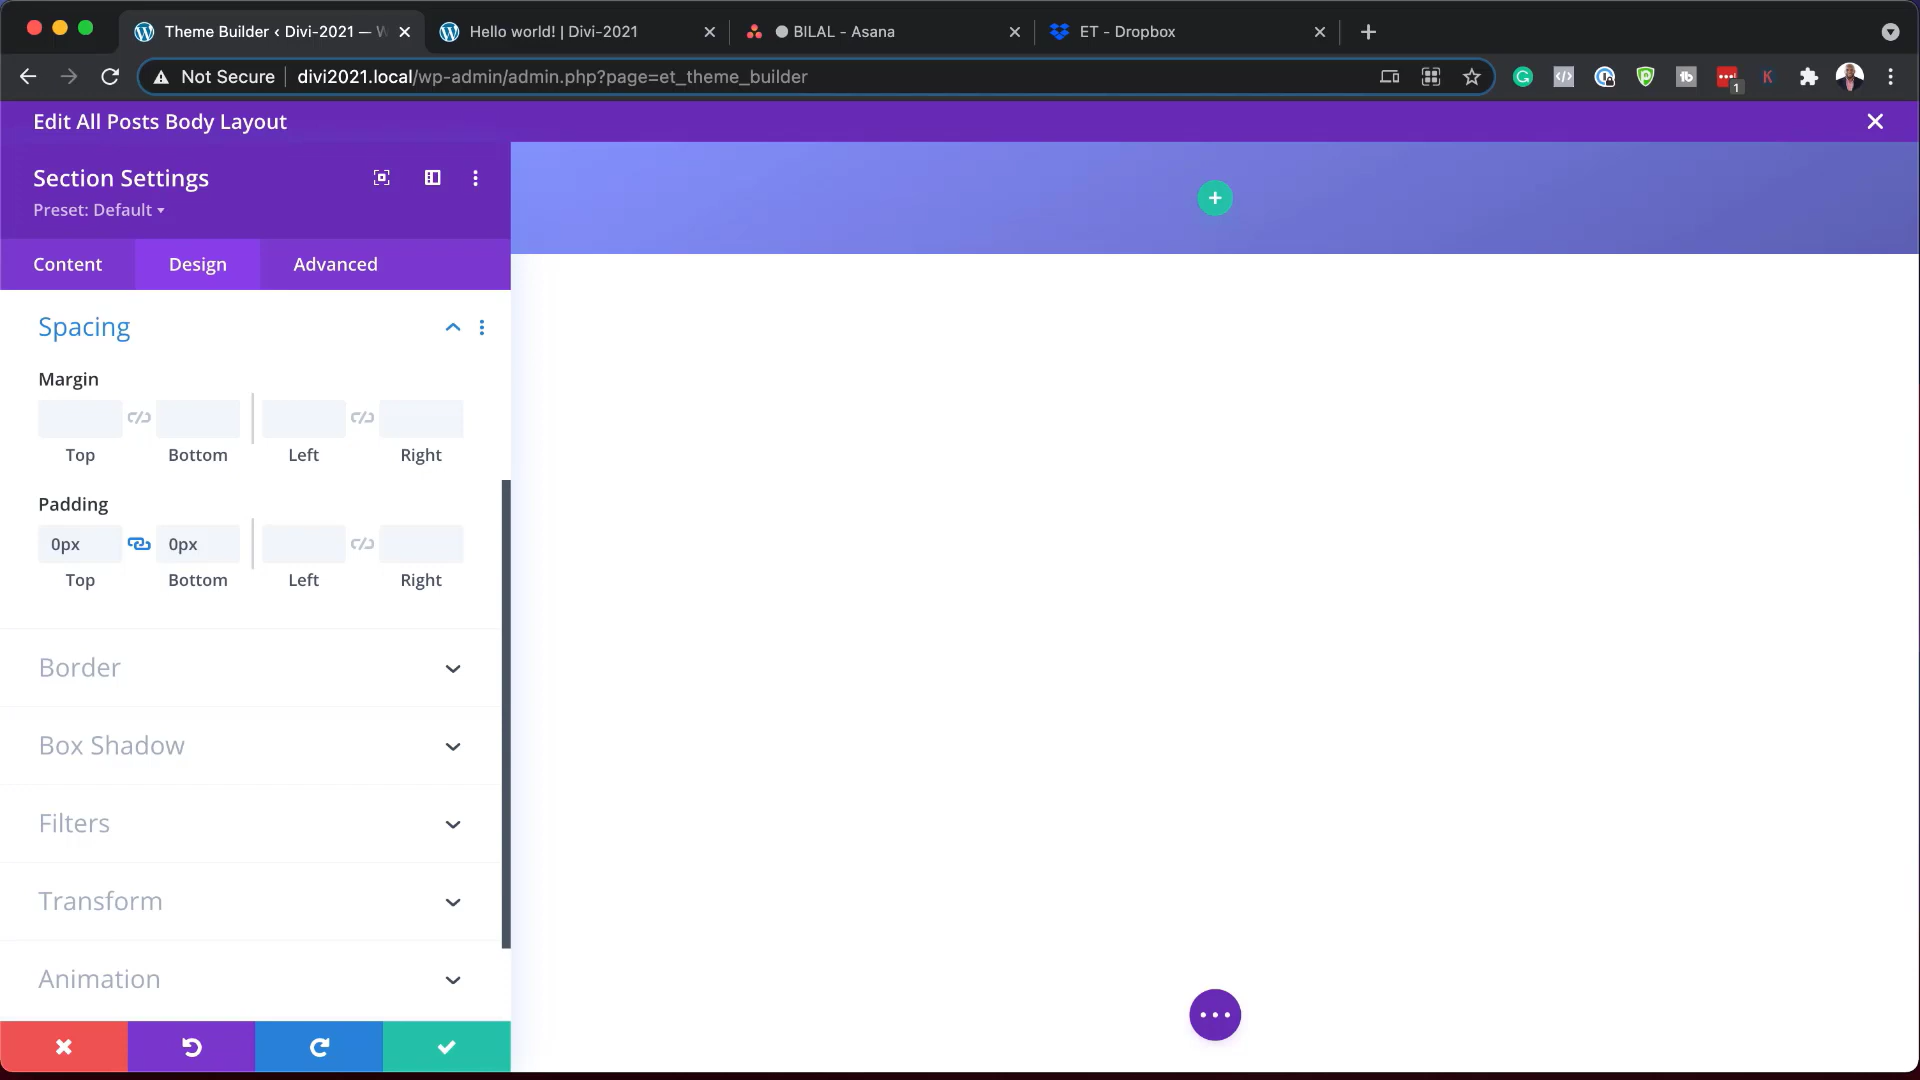 Theme Builder ‹ Divi-2021 — W
Hello world! | Divi-2021
BILAL - Asana
ET - Dropbox
Not Secure
divi2021.local/wp-admin/admin.php?page=et_theme_builder
1
Edit All Posts Body Layout
Section Settings
Preset: Default
Content
Design
Advanced
Spacing
Margin
Top
Bottom
Left
Right
Padding
0px
0px
Top
Bottom
Left
Right
Border
Box Shadow
Filters
Transform
Animation